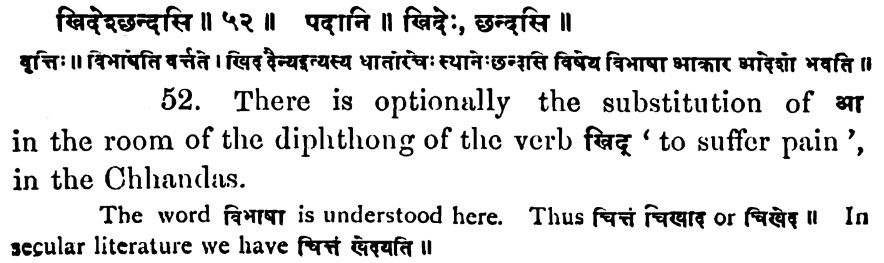 खिदेश्छन्दसि ॥ ५२ ॥ पदानि ॥ खिदेः, छन्दसि ॥
वृत्तिः ॥ विभाषेति वर्त्तते । खिद दैन्यइत्यस्य धातोरेचः स्थानेःछन्दसि विषेय विभाषा आकार आदेशो भवति ॥
52. There is optionally the substitution of आ
in the room of the diphthong of the verb खिद् ‘ to suffer pain ’,
in the Chhandas.
The word विभाषा is understood here. Thus चित्तं चिखाद or चिखेद ॥ In
secular literature we have चित्तं खेदयति ॥